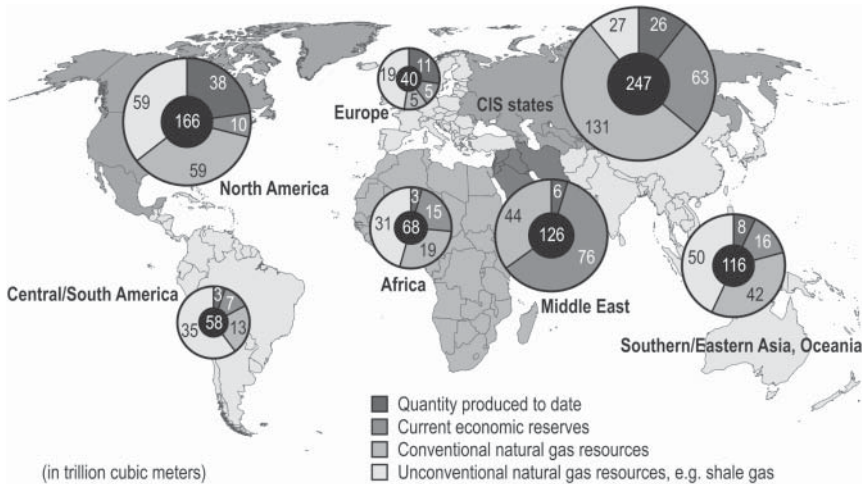 27
26
63
131
247
CIS states
19
11
5
5
40
Europe
59
38
10
59
166
North America
3
15
19
31
68
Africa
44
6
76
126
Middle East
50
8
16
42
116
Southern/Eastern Asia, Oceania
Central/South America
3
7
13
35
58
Quantity produced to date
Current economic reserves
Conventional natural gas resources
Unconventional natural gas resources, e.g. shale gas
(in trillion cubic meters)